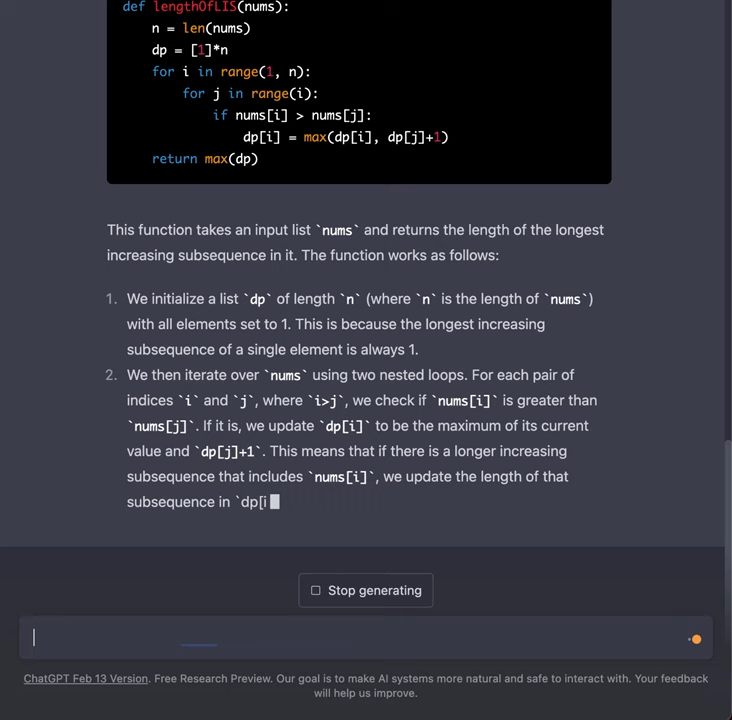 def lengthOfLIS(nums):
    n = len(nums)
    dp = [1]*n
    for i in range(1, n):
        for j in range(i):
            if nums[i] > nums[j]:
                dp[i] = max(dp[i], dp[j]+1)
    return max(dp)
This function takes an input list `nums` and returns the length of the longest
increasing subsequence in it. The function works as follows:
1. We initialize a list `dp` of length `n` (where `n` is the length of `nums`)
with all elements set to 1. This is because the longest increasing
subsequence of a single element is always 1.
2. We then iterate over `nums` using two nested loops. For each pair of
indices `i` and `j`, where `i>j`, we check if `nums[i]` is greater than
`nums[j]`. If it is, we update `dp[i]` to be the maximum of its current
value and `dp[j]+1`. This means that if there is a longer increasing
subsequence that includes `nums[i]`, we update the length of that
subsequence in `dp[i
Stop generating
ChatGPT Feb 13 Version. Free Research Preview. Our goal is to make AI systems more natural and safe to interact with. Your feedback
will help us improve.